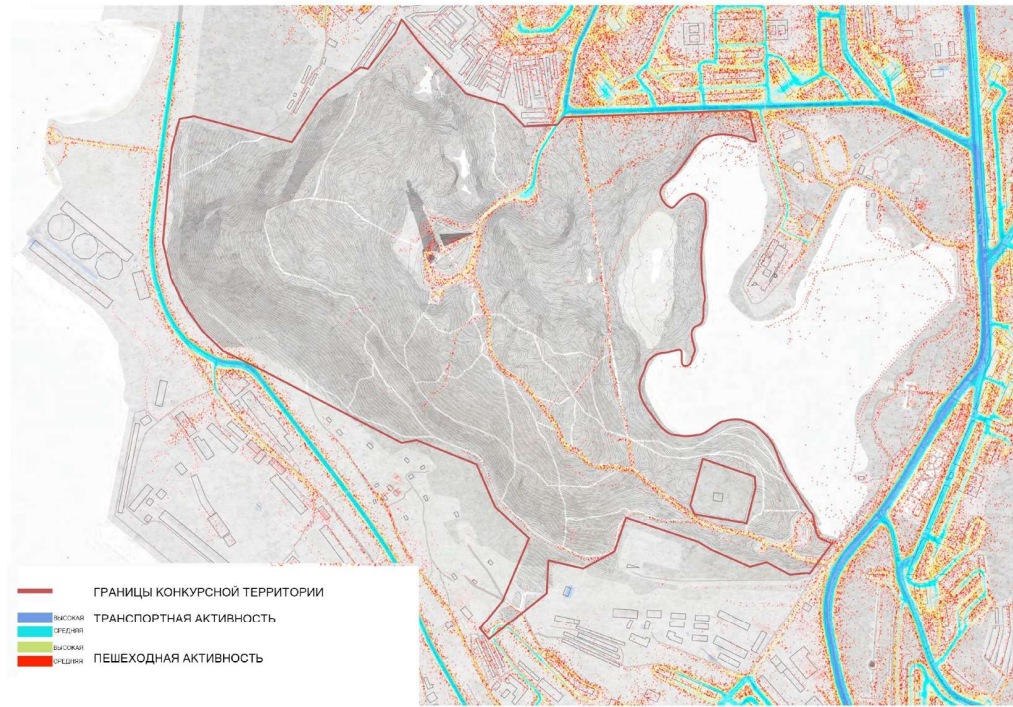 ГРАНИЦЫ КОНКУРСНОЙ ТЕРРИТОРИИ
ВЫСОКАЯ ТРАНСПОРТНАЯ АКТИВНОСТЬ
СРЕДНЯЯ
ВЫСОКАЯ
СРЕДНЯЯ ПЕШЕХОДНАЯ АКТИВНОСТЬ